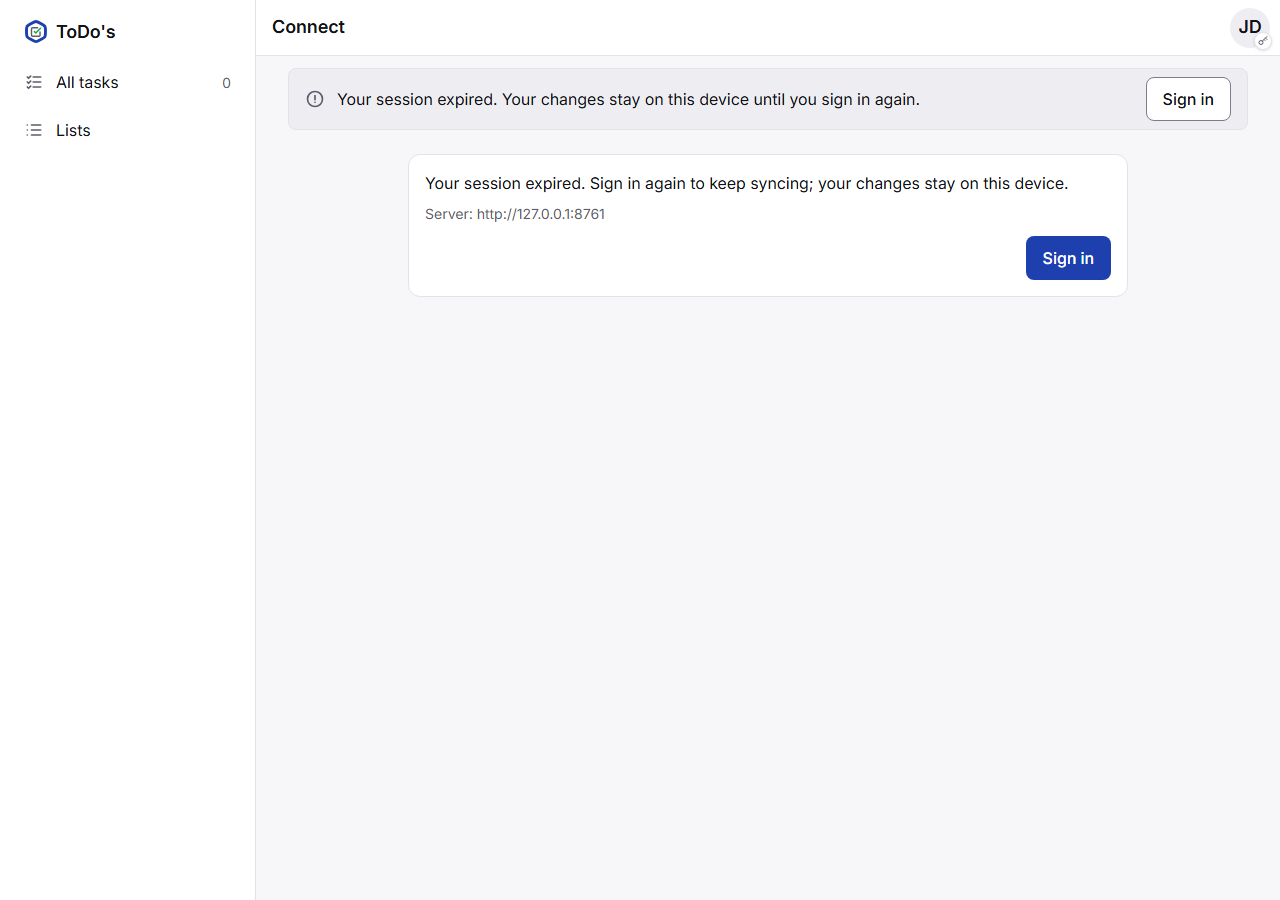 ToDo's
All tasks 0
Lists
Connect
JD
Your session expired. Your changes stay on this device until you sign in again.
Sign in
Your session expired. Sign in again to keep syncing; your changes stay on this device.
Server: http://127.0.0.1:8761
Sign in